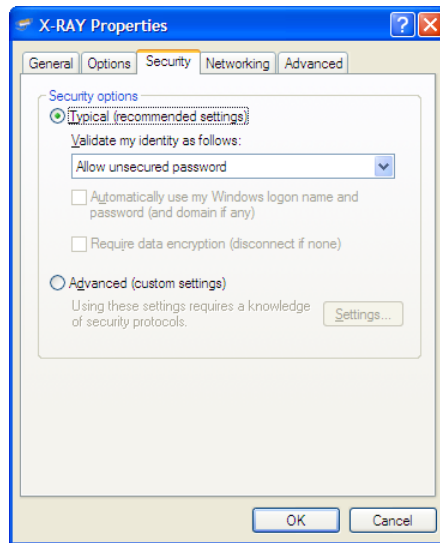 X-RAY Properties
General Options Security Networking Advanced
Security options
Typical (recommended settings)
Validate my identity as follows:
Allow unsecured password
Automatically use my Windows logon name and
password (and domain if any)
Require data encryption (disconnect if none)
Advanced (custom settings)
Using these settings requires a knowledge
of security protocols.
Settings...
OK Cancel